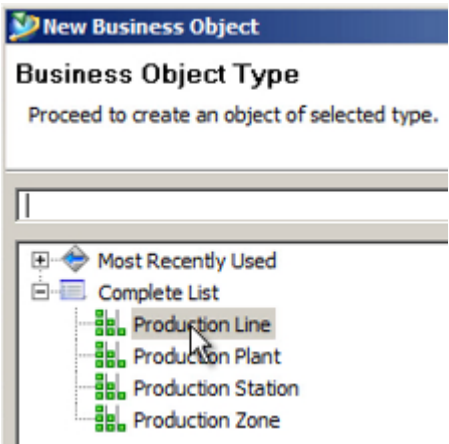 New Business Object
Business Object Type
Proceed to create an object of selected type.
Most Recently Used
Complete List
Production Line
Production Plant
Production Station
Production Zone